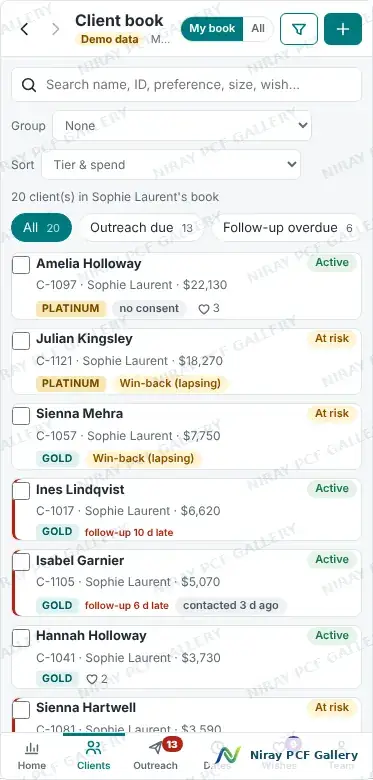 Client book
Demo data M...
My book All
Search name, ID, preference, size, wish...
Group None
Sort Tier & spend
20 client(s) in Sophie Laurent's book
All 20 Outreach due 13 Follow-up overdue 6
Amelia Holloway Active
C-1097 · Sophie Laurent · $22,130
PLATINUM no consent 3
Julian Kingsley At risk
C-1121 · Sophie Laurent · $18,270
PLATINUM Win-back (lapsing)
Sienna Mehra At risk
C-1057 · Sophie Laurent · $7,750
GOLD Win-back (lapsing)
Ines Lindqvist Active
C-1017 · Sophie Laurent · $6,620
GOLD follow-up 10 d late
Isabel Garnier Active
C-1105 · Sophie Laurent · $5,070
GOLD follow-up 6 d late contacted 3 d ago
Hannah Holloway Active
C-1041 · Sophie Laurent · $3,730
GOLD 2
Sienna Hartwell At risk
C-1081 · Sophie Laurent · $3,590
13
Home Clients Outreach Wishes Team
Niray PCF Gallery
NIRAY PCF GALLERY